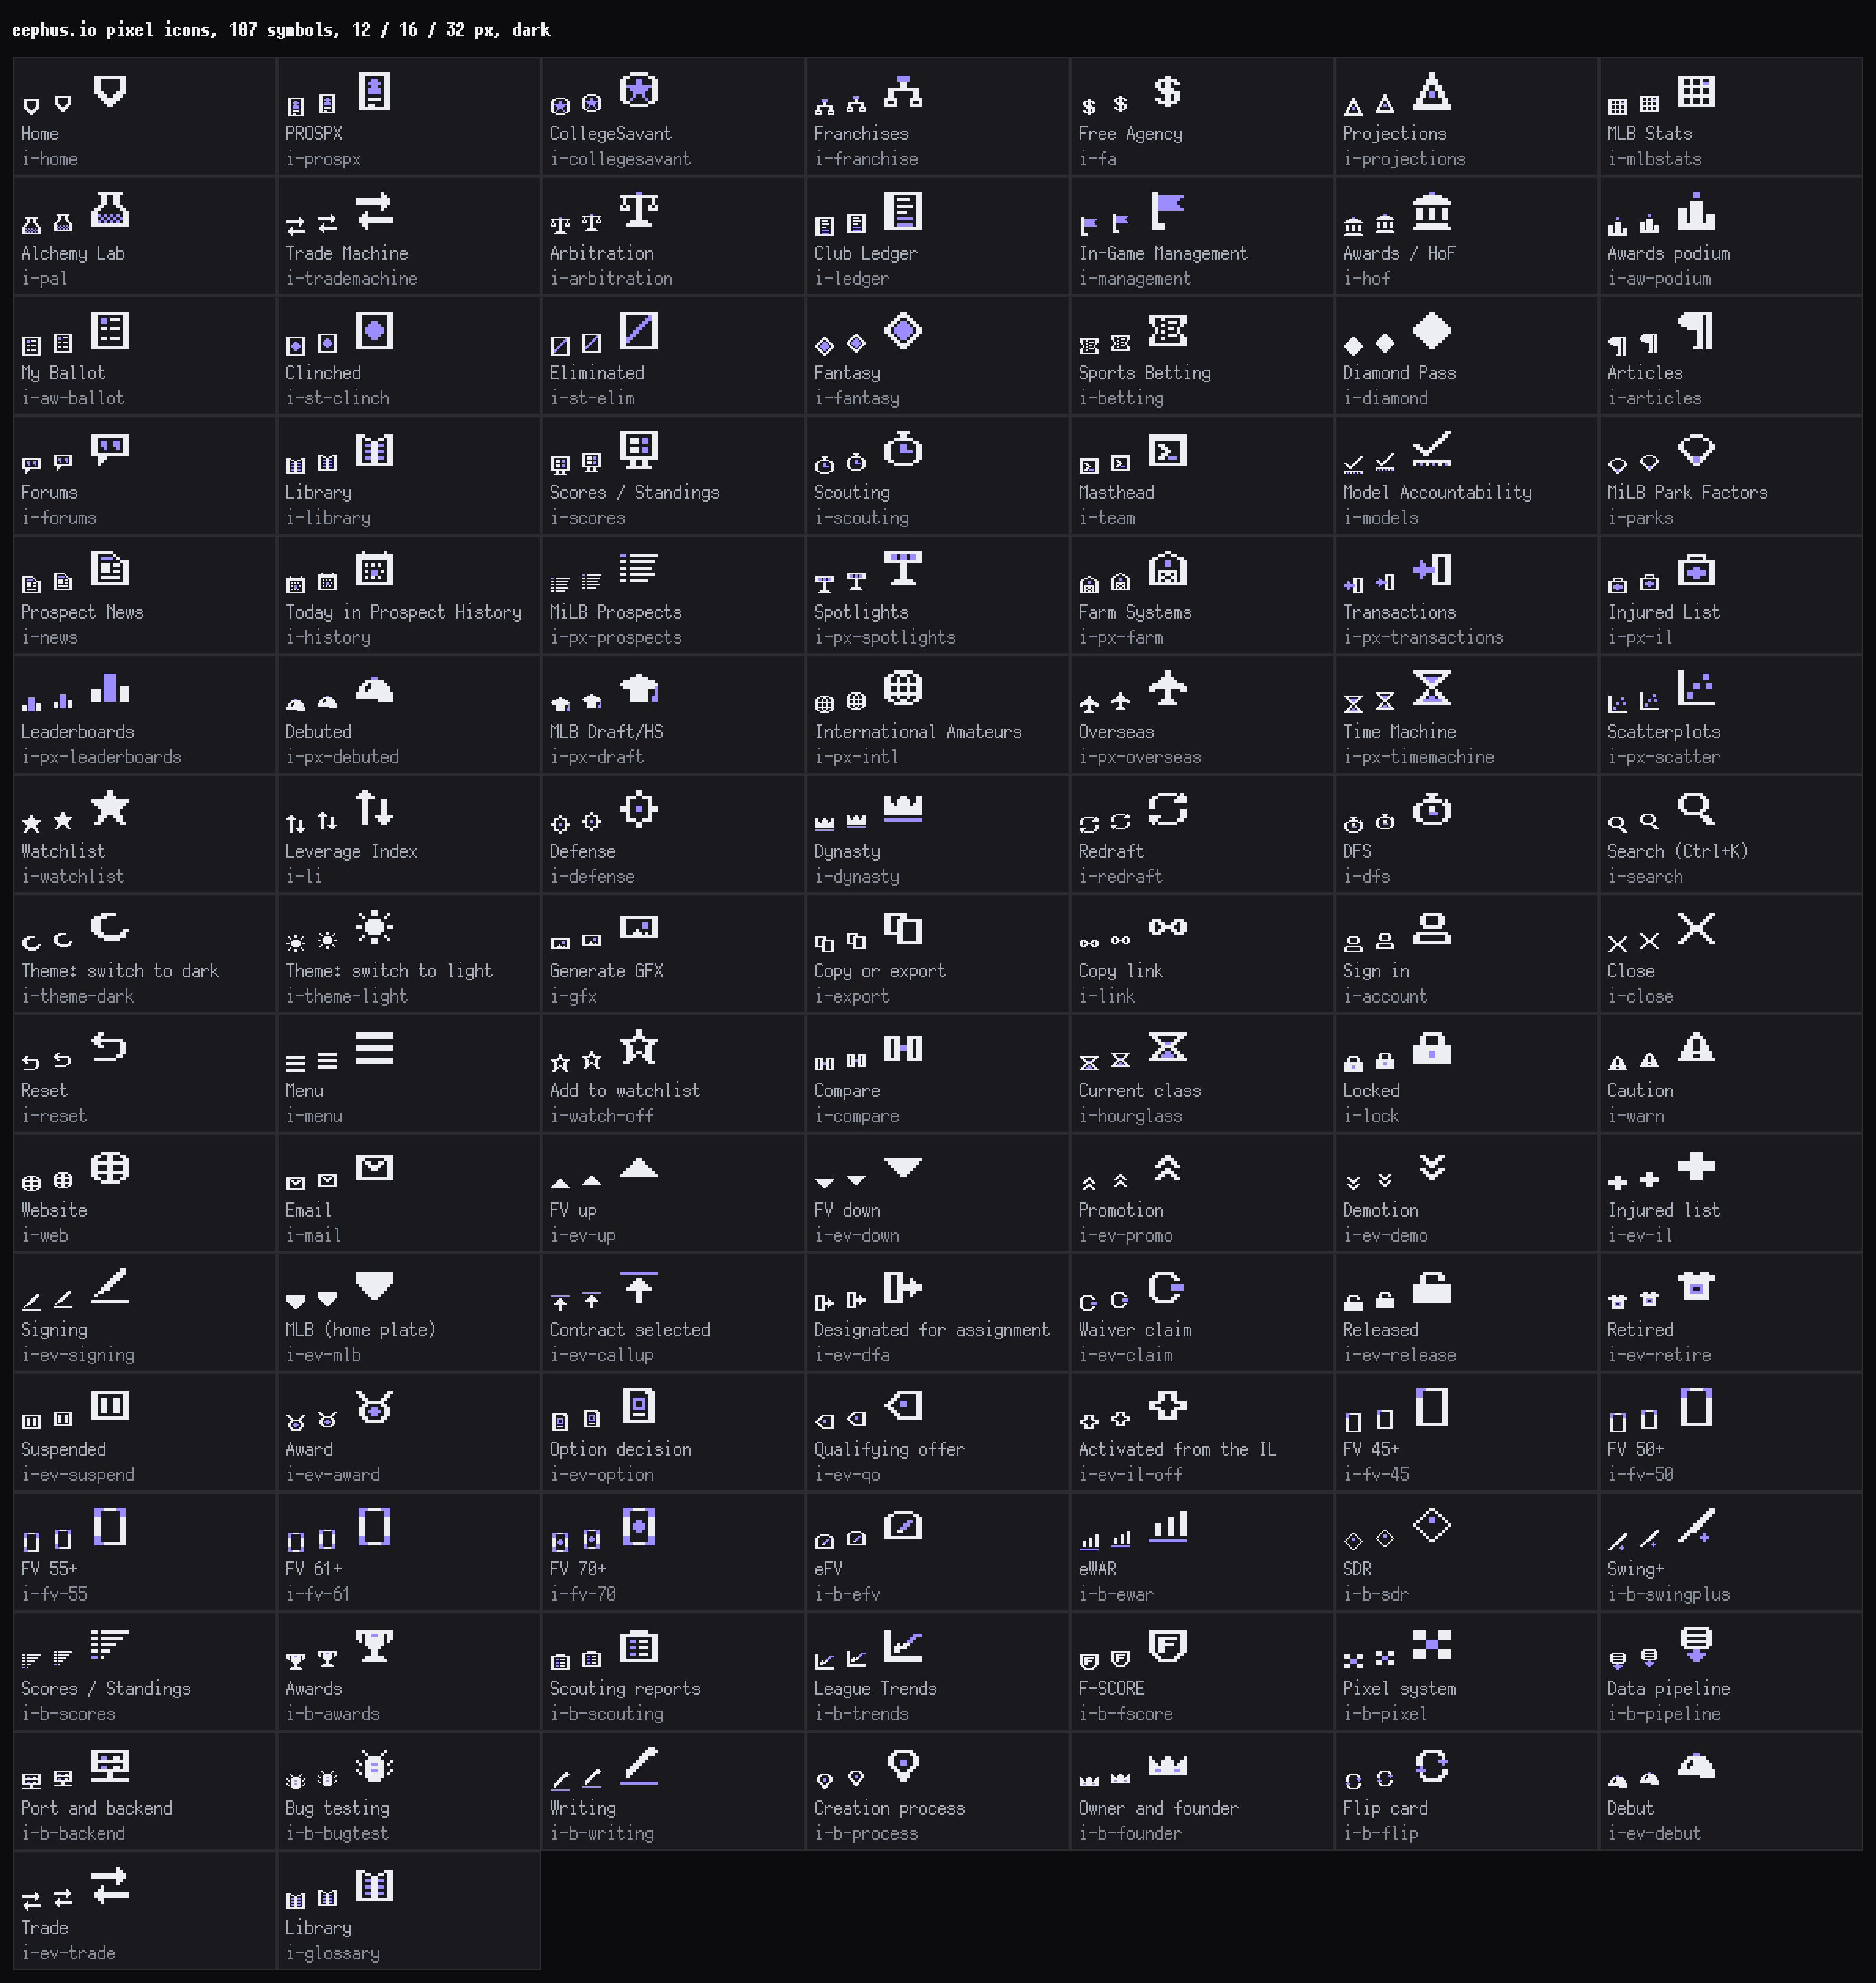 eephus.io pixel icons, 107 symbols, 12 / 16 / 32 px, dark
Home
i-home
PROSPX
i-prospx
CollegeSavant
i-collegesavant
Franchises
i-franchise
Free Agency
i-fa
Projections
i-projections
MLB Stats
i-mlbstats
Alchemy Lab
i-pal
Trade Machine
i-trademachine
Arbitration
i-arbitration
Club Ledger
i-ledger
In-Game Management
i-management
Awards / HoF
i-hof
Awards podium
i-aw-podium
My Ballot
i-aw-ballot
Clinched
i-st-clinch
Eliminated
i-st-elim
Fantasy
i-fantasy
Sports Betting
i-betting
Diamond Pass
i-diamond
Articles
i-articles
Forums
i-forums
Library
i-library
Scores / Standings
i-scores
Scouting
i-scouting
Masthead
i-team
Model Accountability
i-models
MiLB Park Factors
i-parks
Prospect News
i-news
Today in Prospect History
i-history
MiLB Prospects
i-px-prospects
Spotlights
i-px-spotlights
Farm Systems
i-px-farm
Transactions
i-px-transactions
Injured List
i-px-il
Leaderboards
i-px-leaderboards
Debuted
i-px-debuted
MLB Draft/HS
i-px-draft
International Amateurs
i-px-intl
Overseas
i-px-overseas
Time Machine
i-px-timemachine
Scatterplots
i-px-scatter
Watchlist
i-watchlist
Leverage Index
i-li
Defense
i-defense
Dynasty
i-dynasty
Redraft
i-redraft
DFS
i-dfs
Search (Ctrl+K)
i-search
Theme: switch to dark
i-theme-dark
Theme: switch to light
i-theme-light
Generate GFX
i-gfx
Copy or export
i-export
Copy link
i-link
Sign in
i-account
Close
i-close
Reset
i-reset
Menu
i-menu
Add to watchlist
i-watch-off
Compare
i-compare
Current class
i-hourglass
Locked
i-lock
Caution
i-warn
Website
i-web
Email
i-mail
FV up
i-ev-up
FV down
i-ev-down
Promotion
i-ev-promo
Demotion
i-ev-demo
Injured list
i-ev-il
Signing
i-ev-signing
MLB (home plate)
i-ev-mlb
Contract selected
i-ev-callup
Designated for assignment
i-ev-dfa
Waiver claim
i-ev-claim
Released
i-ev-release
Retired
i-ev-retire
Suspended
i-ev-suspend
Award
i-ev-award
Option decision
i-ev-option
Qualifying offer
i-ev-qo
Activated from the IL
i-ev-il-off
FV 45+
i-fv-45
FV 50+
i-fv-50
FV 55+
i-fv-55
FV 61+
i-fv-61
FV 70+
i-fv-70
eFV
i-b-efv
eWAR
i-b-ewar
SDR
i-b-sdr
Swing+
i-b-swingplus
Scores / Standings
i-b-scores
Awards
i-b-awards
Scouting reports
i-b-scouting
League Trends
i-b-trends
F-SCORE
i-b-fscore
Pixel system
i-b-pixel
Data pipeline
i-b-pipeline
Port and backend
i-b-backend
Bug testing
i-b-bugtest
Writing
i-b-writing
Creation process
i-b-process
Owner and founder
i-b-founder
Flip card
i-b-flip
Debut
i-ev-debut
Trade
i-ev-trade
Library
i-glossary